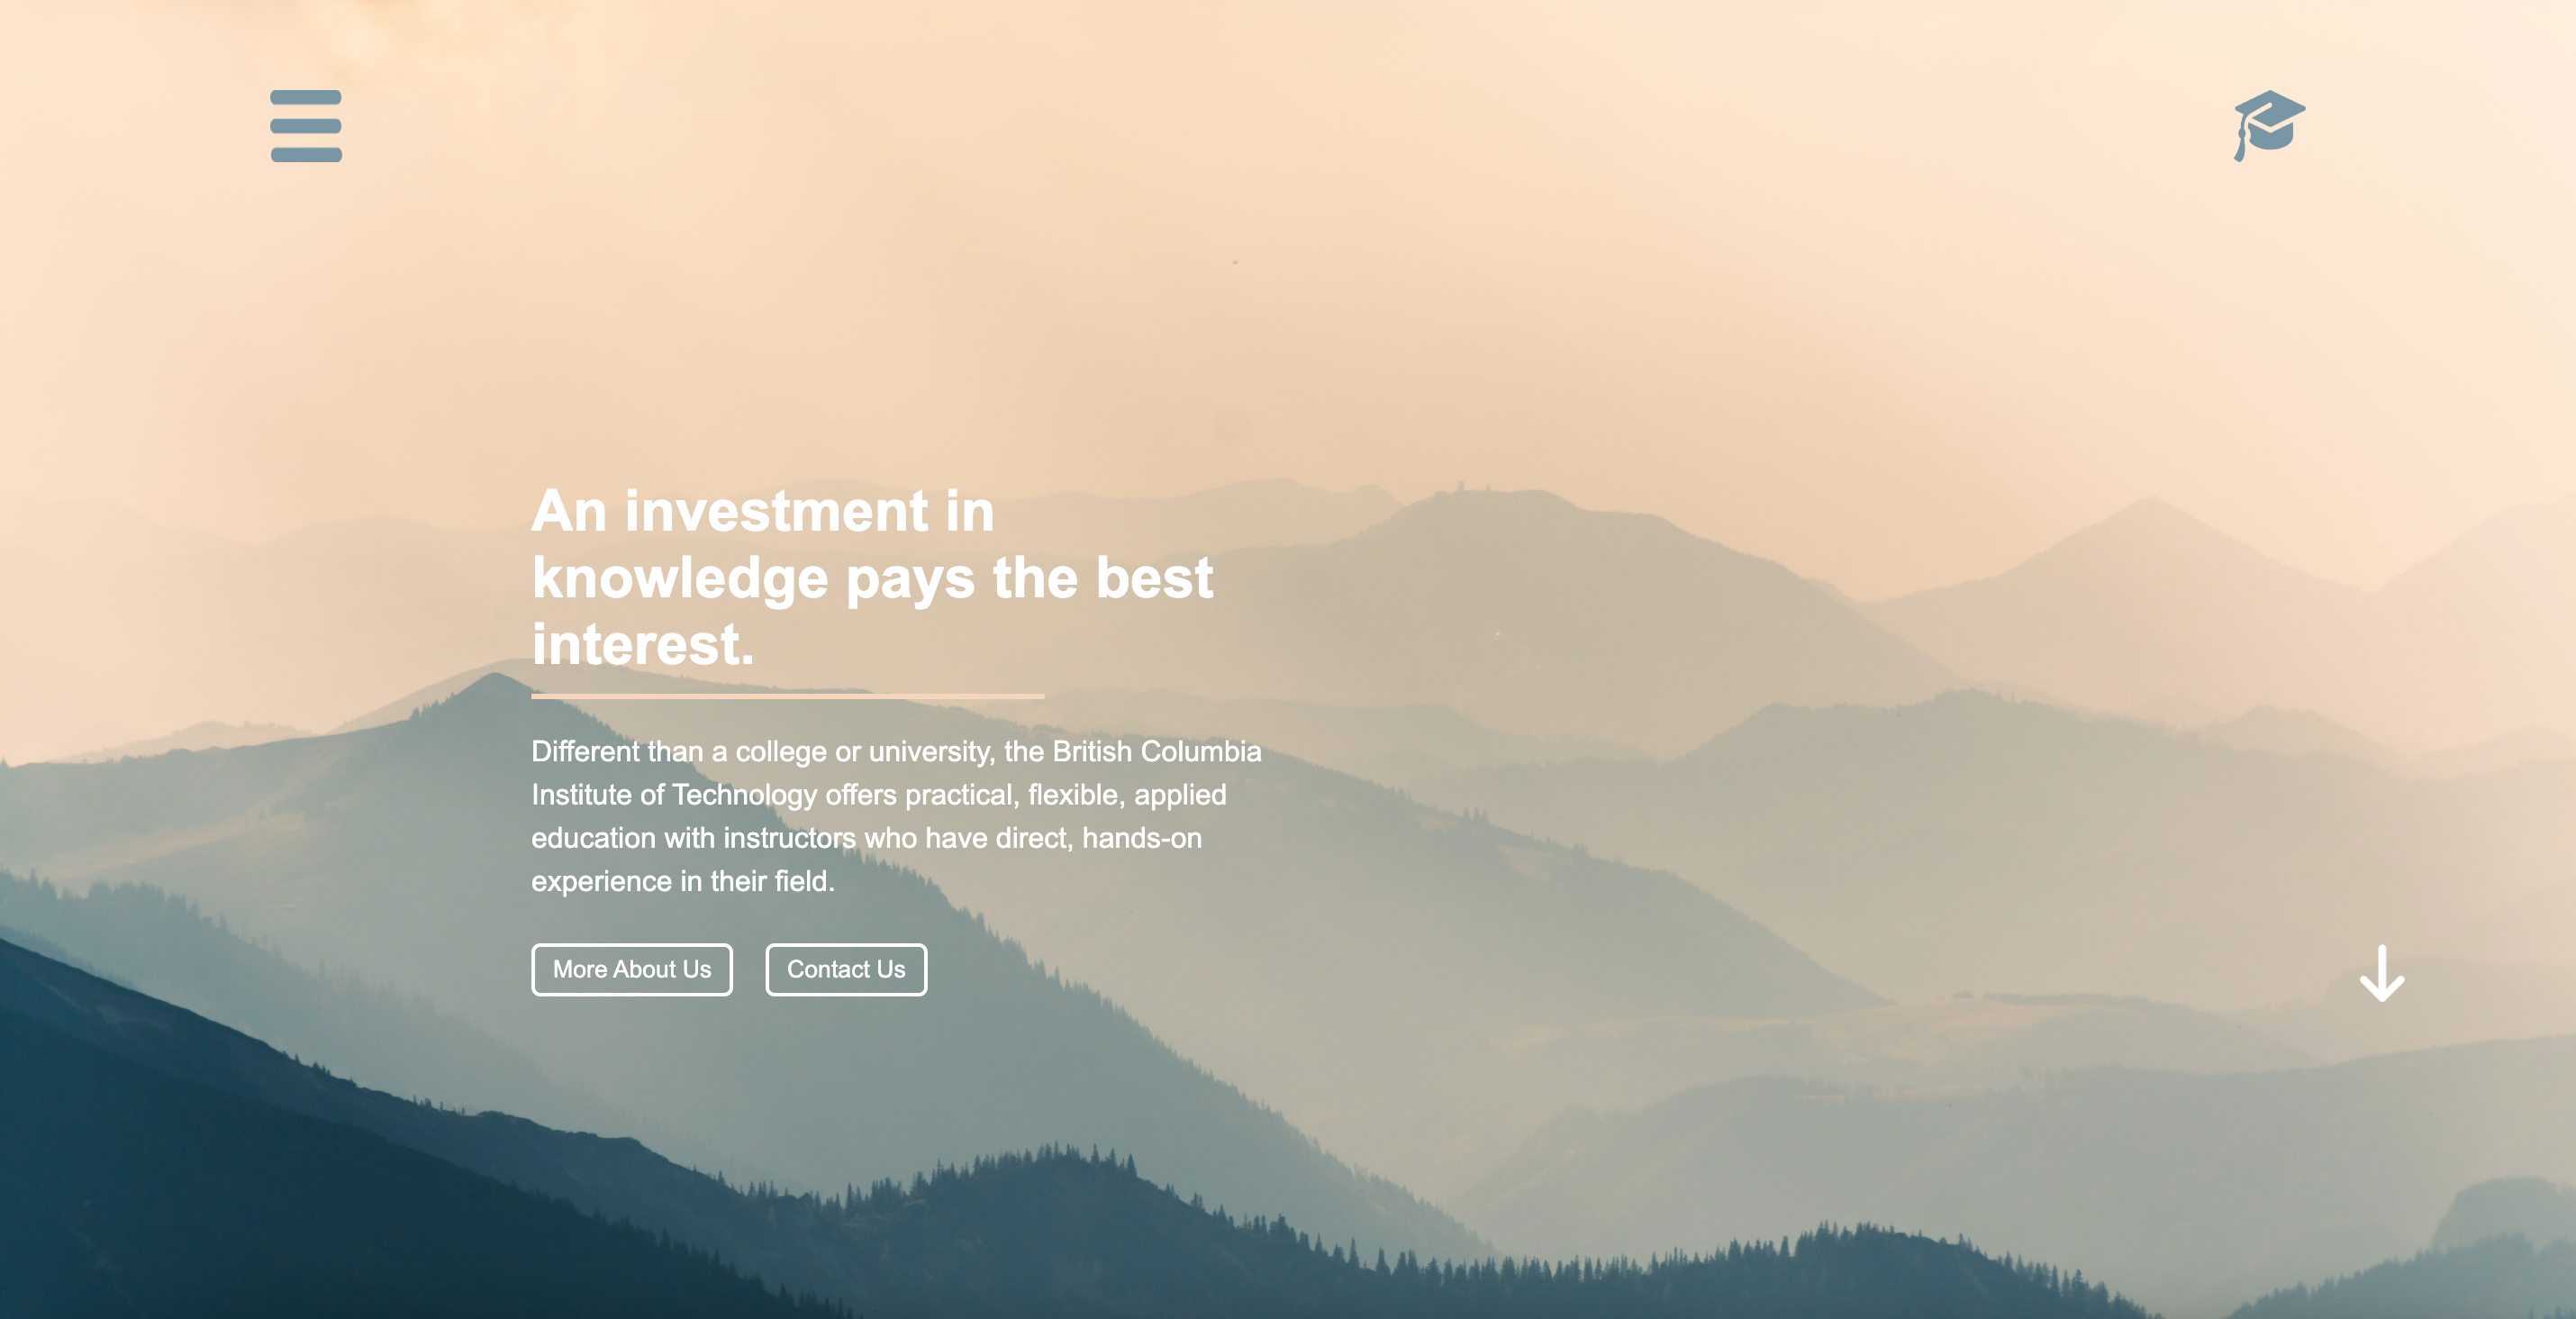 An investment in
knowledge pays the best
interest.
Different than a college or university, the British Columbia
Institute of Technology offers practical, flexible, applied
education with instructors who have direct, hands-on
experience in their field.
More About Us
Contact Us